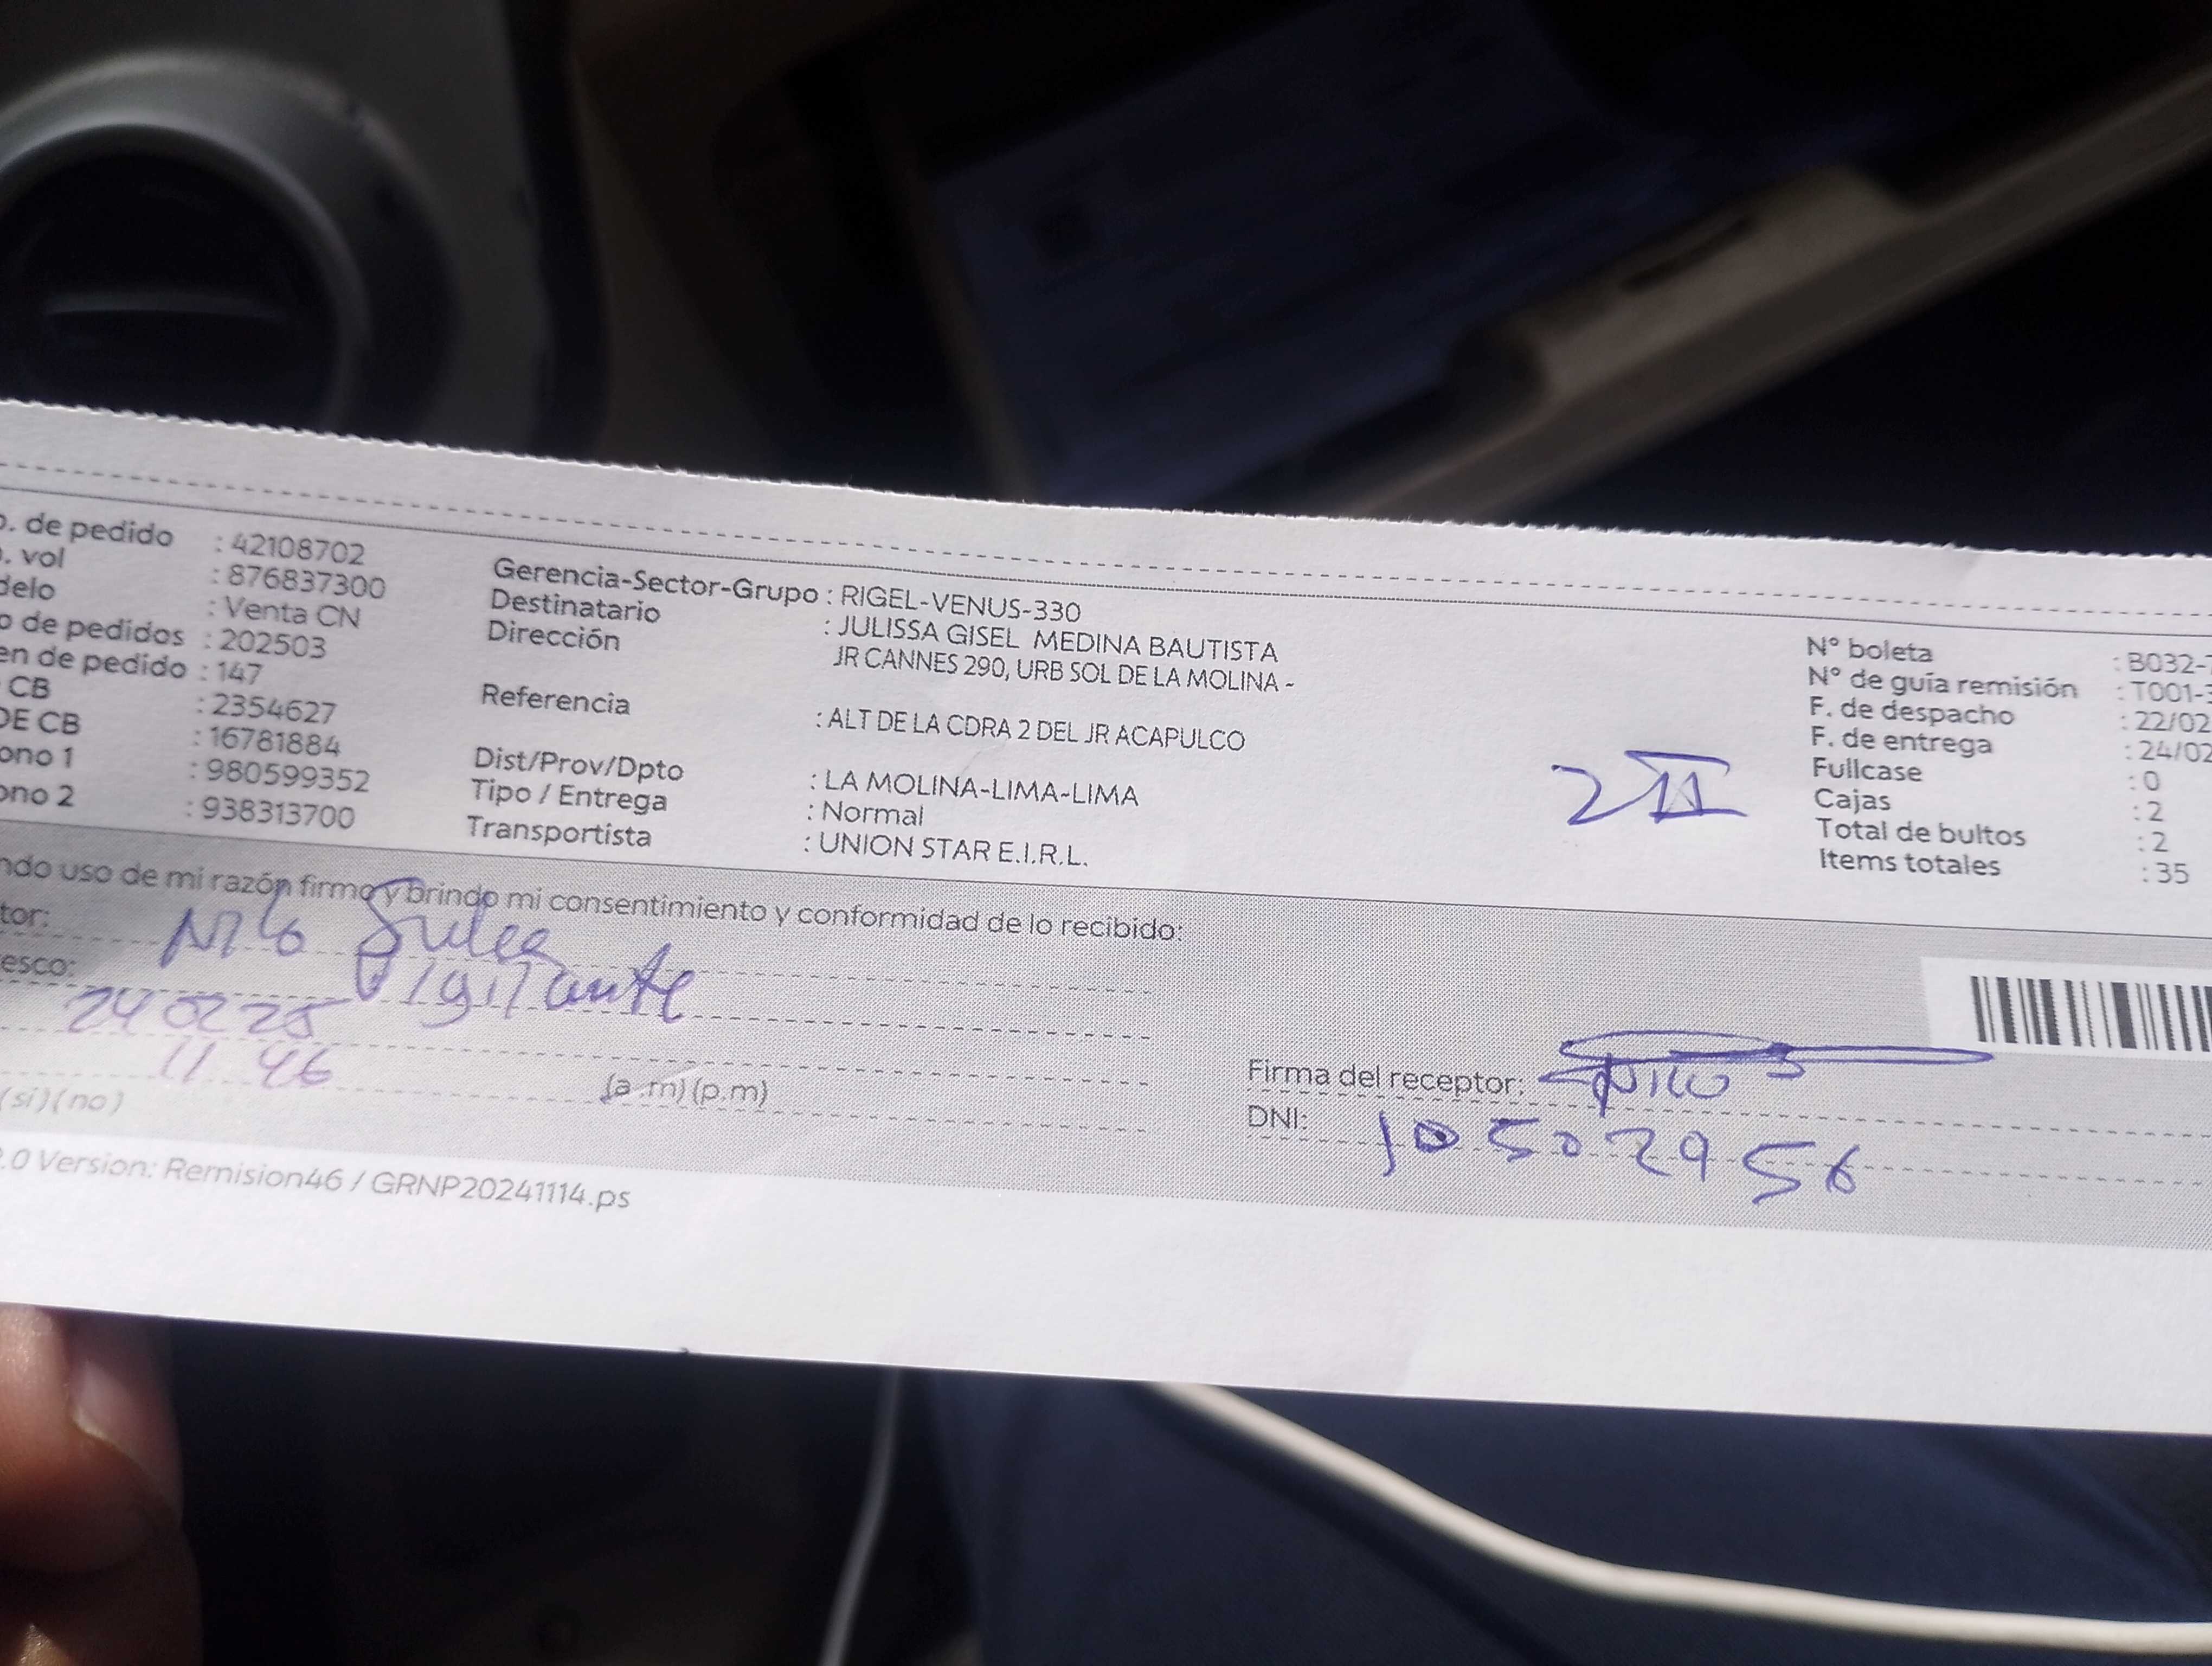 o. de pedido : 42108702
o. vol : 876837300
delo : Venta CN
o de pedidos : 202503
en de pedido : 147
CB : 2354627
DE CB : 16781884
ono 1 : 980599352
ono 2 : 938313700
Gerencia-Sector-Grupo : RIGEL-VENUS-330
Destinatario : JULISSA GISEL MEDINA BAUTISTA
Dirección JR CANNES 290, URB SOL DE LA MOLINA -
Referencia : ALT DE LA CDRA 2 DEL JR ACAPULCO
Dist/Prov/Dpto : LA MOLINA-LIMA-LIMA
Tipo / Entrega : Normal
Transportista : UNION STAR E.I.R.L.
2
N° boleta : B032-
N° de guía remisión : T001-
F. de despacho : 22/02
F. de entrega : 24/02
Fullcase : 0
Cajas : 2
Total de bultos : 2
Items totales : 35
ndo uso de mi razón firmo y brindo mi consentimiento y conformidad de lo recibido:
tor:
esco: Vigilante
24 02 25
11 46 (a.m) (p.m)
(si) (no)
Firma del receptor:
DNI: 10502956
2.0 Version: Remision46 / GRNP20241114.ps